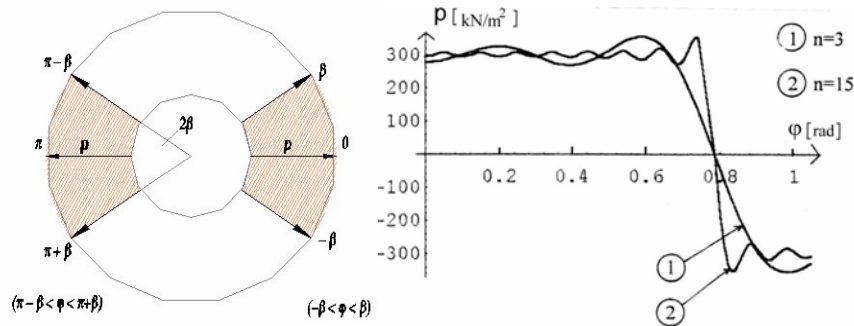 π−β
β
2β
π
p
p
0
π+β
−β
(π−β<φ<π+β)
(−β<φ<β)
p [kN/m²]
300
200
100
-100
-200
-300
0.2
0.4
0.6
0.8
1
φ [rad]
1 n=3
2 n=15
1
2